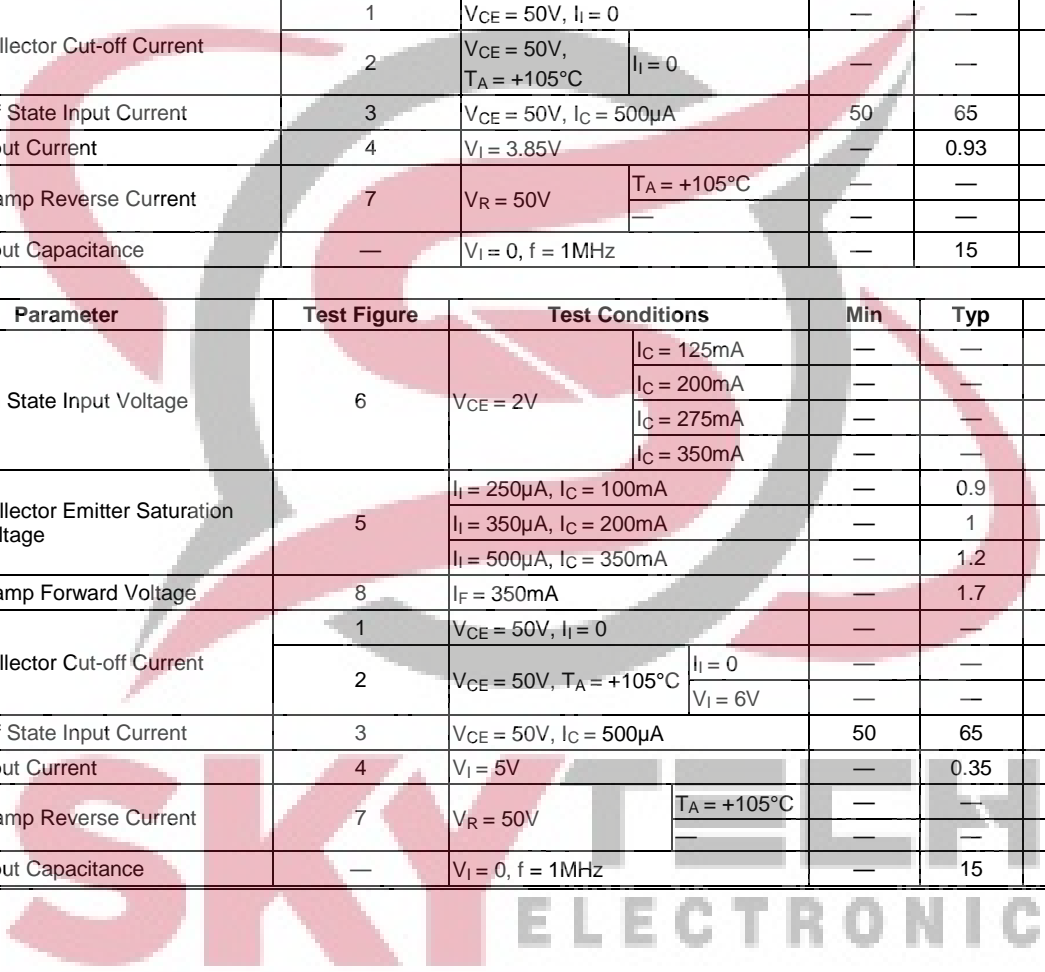 1 VCE = 50V, II = 0 — —
llector Cut-off Current
2 VCE = 50V, TA = +105°C II = 0 — —
State Input Current 3 VCE = 50V, IC = 500µA 50 65
ut Current 4 VI = 3.85V — 0.93
amp Reverse Current 7 VR = 50V TA = +105°C — —
— — —
ut Capacitance — VI = 0, f = 1MHz — 15
Parameter Test Figure Test Conditions Min Typ
IC = 125mA — —
IC = 200mA — —
State Input Voltage 6 VCE = 2V
IC = 275mA — —
IC = 350mA — —
II = 250µA, IC = 100mA — 0.9
llector Emitter Saturation
ltage 5 II = 350µA, IC = 200mA — 1
II = 500µA, IC = 350mA — 1.2
amp Forward Voltage 8 IF = 350mA — 1.7
1 VCE = 50V, II = 0 — —
llector Cut-off Current
2 VCE = 50V, TA = +105°C II = 0 — —
VI = 6V — —
State Input Current 3 VCE = 50V, IC = 500µA 50 65
ut Current 4 VI = 5V — 0.35
amp Reverse Current 7 VR = 50V TA = +105°C — —
— — —
ut Capacitance — VI = 0, f = 1MHz — 15
SKYTECH
ELECTRONIC